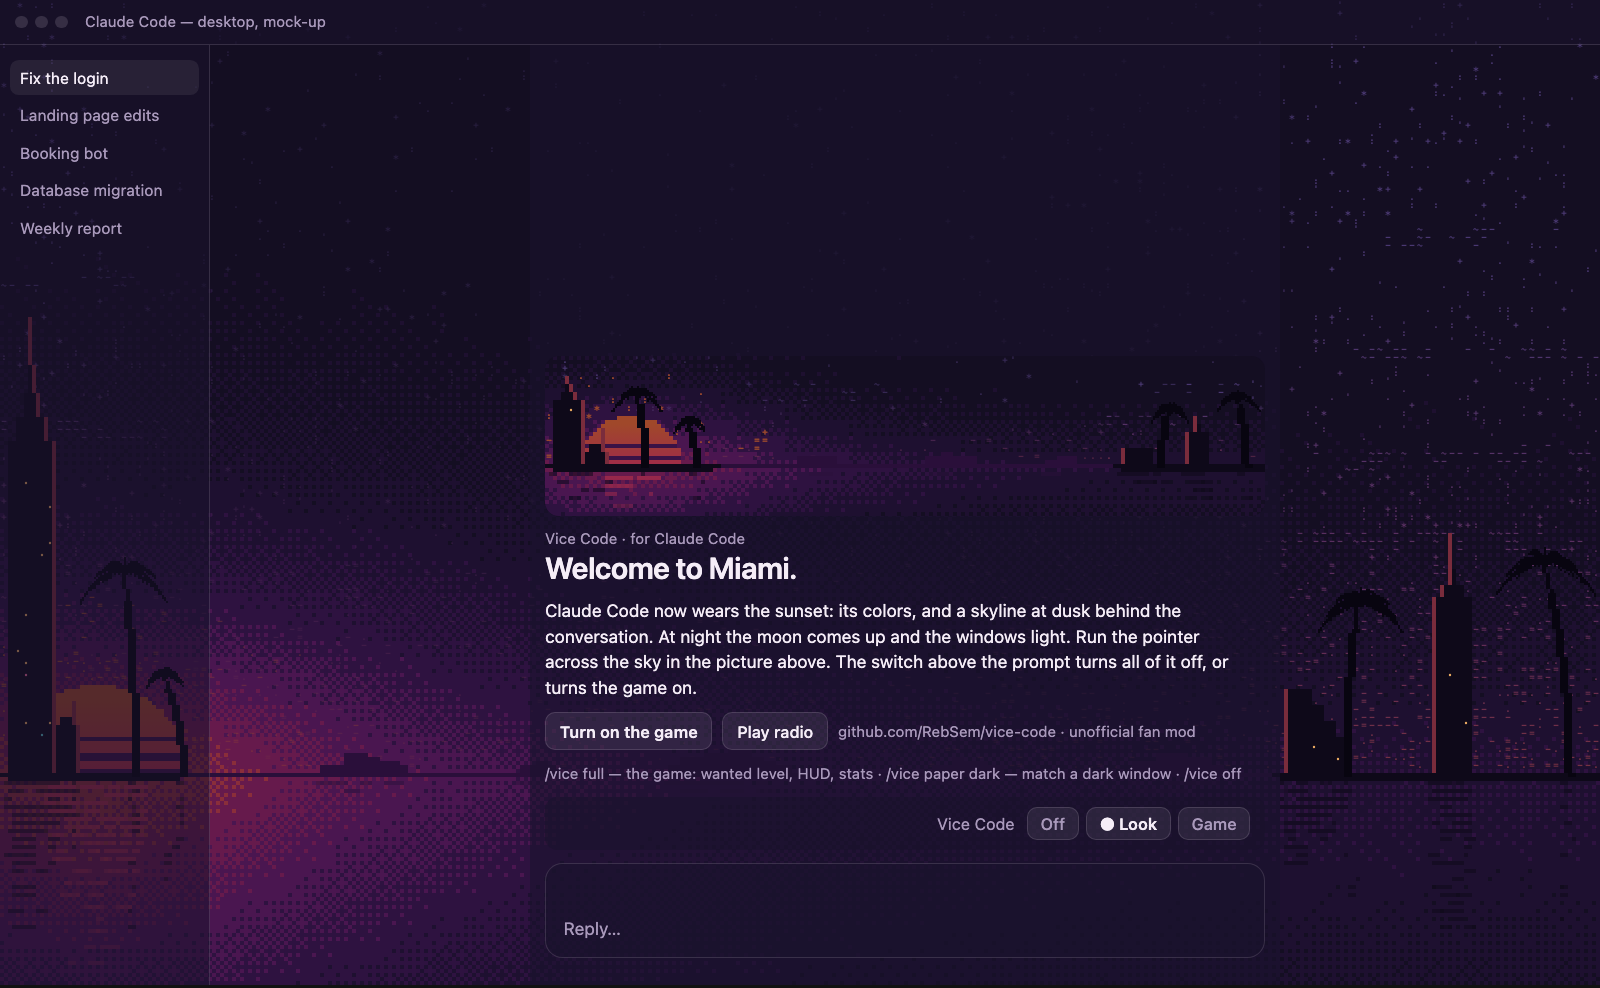 Claude Code — desktop, mock-up
Fix the login
Landing page edits
Booking bot
Database migration
Weekly report
Vice Code · for Claude Code
Welcome to Miami.
Claude Code now wears the sunset: its colors, and a skyline at dusk behind the
conversation. At night the moon comes up and the windows light. Run the pointer
across the sky in the picture above. The switch above the prompt turns all of it off, or
turns the game on.
Turn on the game
Play radio
github.com/RebSem/vice-code · unofficial fan mod
/vice full — the game: wanted level, HUD, stats · /vice paper dark — match a dark window · /vice off
Vice Code
Off
Look
Game
Reply...